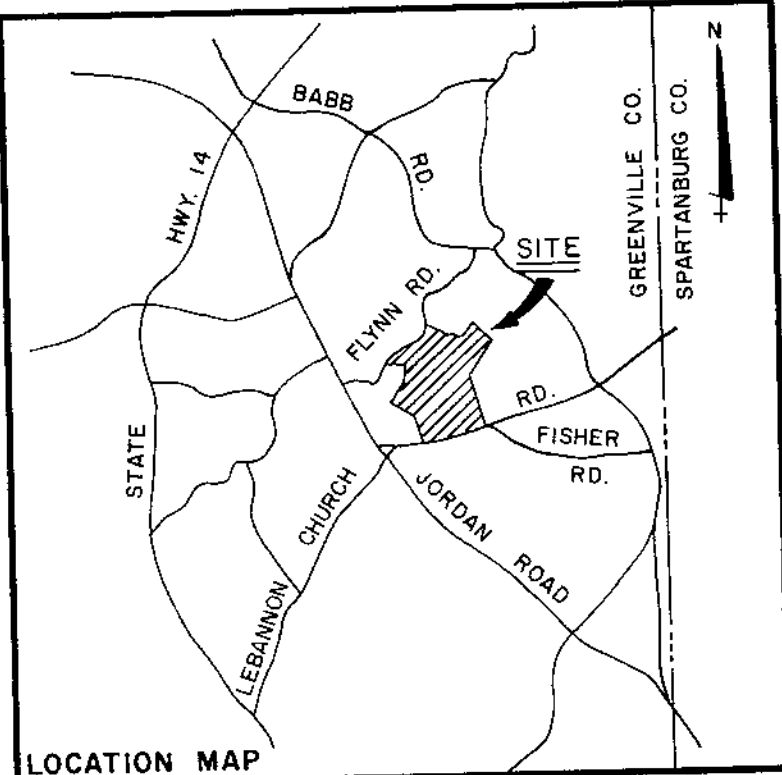 N
BABB RD.
GREENVILLE CO.
SPARTANBURG CO.
HWY. 14
SITE
FLYNN RD.
STATE
RD.
FISHER
RD.
CHURCH
JORDAN ROAD
LEBANNON
LOCATION MAP